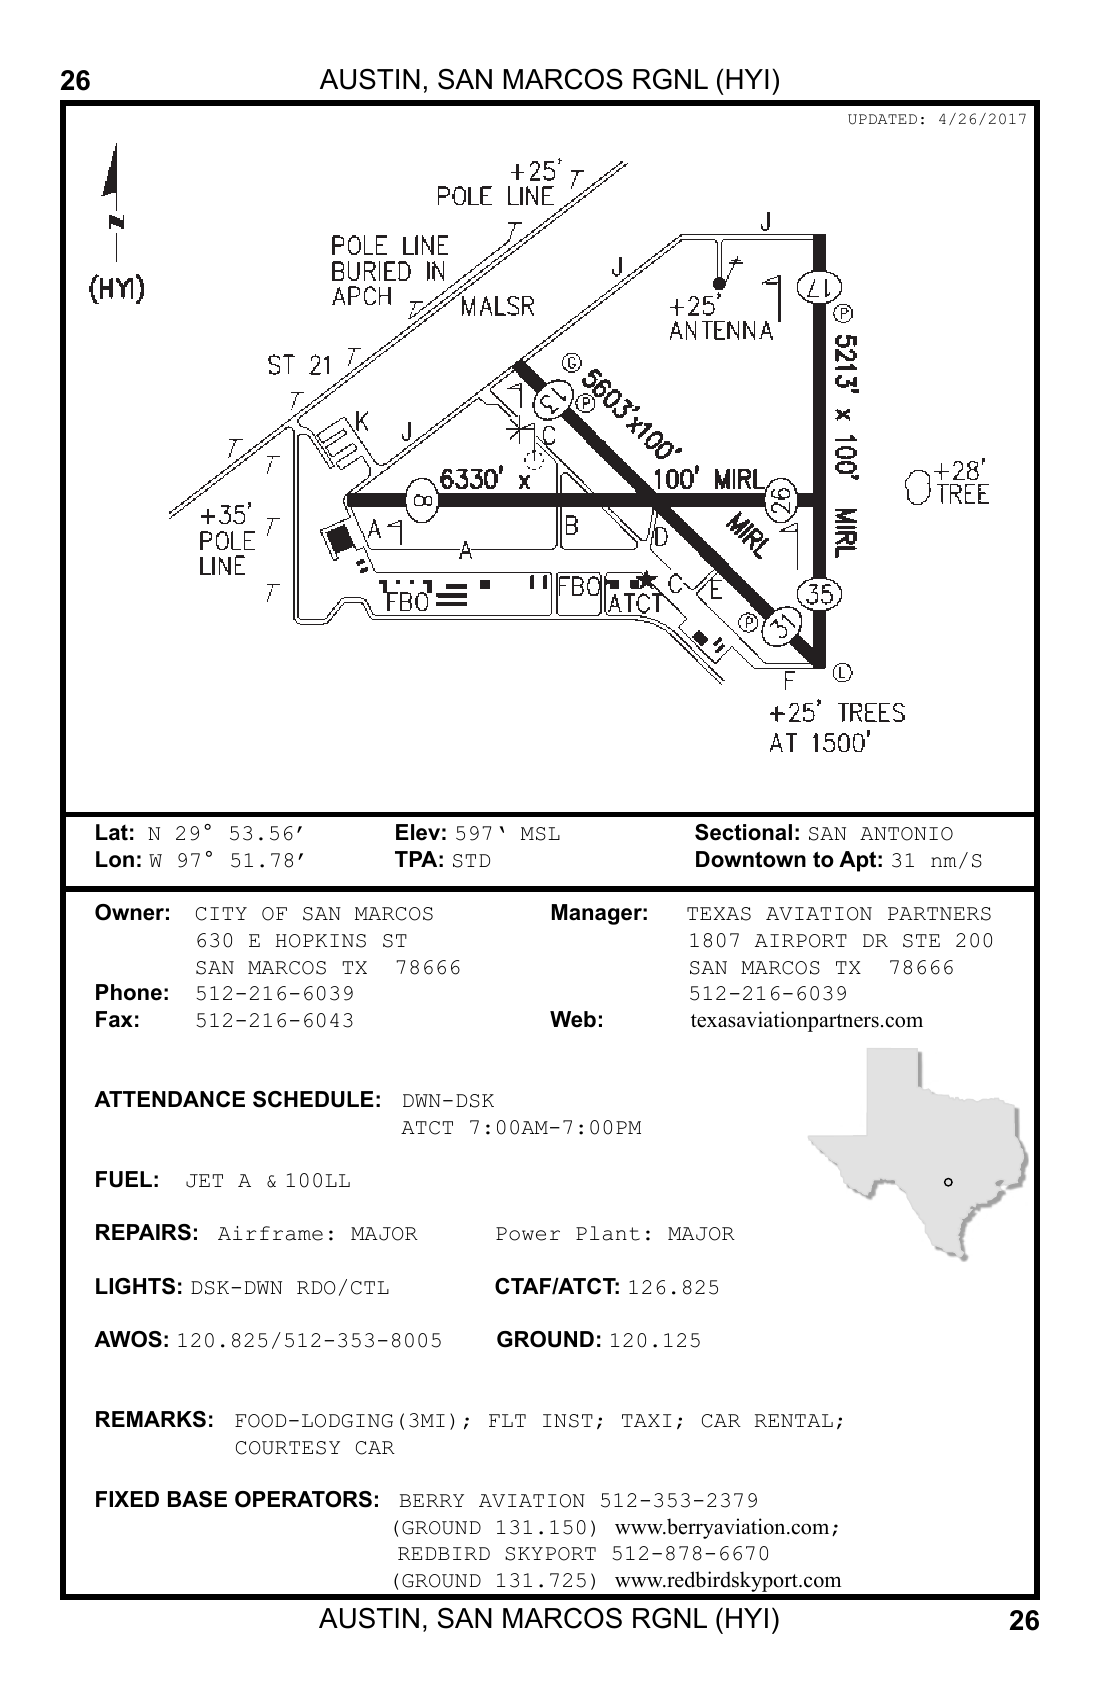 26 AUSTIN, SAN MARCOS RGNL (HYI)
UPDATED: 4/26/2017
N
(HYI)
+25'
POLE LINE
POLE LINE
BURIED IN
APCH
MALSR
J
J
+25'
ANTENNA
17
P
5213' x 100' MIRL
ST 21
G
13
P
5603'x100'
K
J
C
6330' x 100' MIRL
8
26
+28'
TREE
+35'
POLE
LINE
A
A
B
D
MIRL
C
E
FBO
FBO
ATCT
35
P
31
F
L
+25' TREES
AT 1500'
Lat: N 29° 53.56’ Elev: 597‘ MSL Sectional: SAN ANTONIO
Lon: W 97° 51.78’ TPA: STD Downtown to Apt: 31 nm/S
Owner: CITY OF SAN MARCOS Manager: TEXAS AVIATION PARTNERS
630 E HOPKINS ST 1807 AIRPORT DR STE 200
SAN MARCOS TX 78666 SAN MARCOS TX 78666
Phone: 512-216-6039 512-216-6039
Fax: 512-216-6043 Web: texasaviationpartners.com
ATTENDANCE SCHEDULE: DWN-DSK
ATCT 7:00AM-7:00PM
FUEL: JET A & 100LL
REPAIRS: Airframe: MAJOR Power Plant: MAJOR
LIGHTS: DSK-DWN RDO/CTL CTAF/ATCT: 126.825
AWOS: 120.825/512-353-8005 GROUND: 120.125
REMARKS: FOOD-LODGING(3MI); FLT INST; TAXI; CAR RENTAL;
COURTESY CAR
FIXED BASE OPERATORS: BERRY AVIATION 512-353-2379
(GROUND 131.150) www.berryaviation.com;
REDBIRD SKYPORT 512-878-6670
(GROUND 131.725) www.redbirdskyport.com
AUSTIN, SAN MARCOS RGNL (HYI) 26